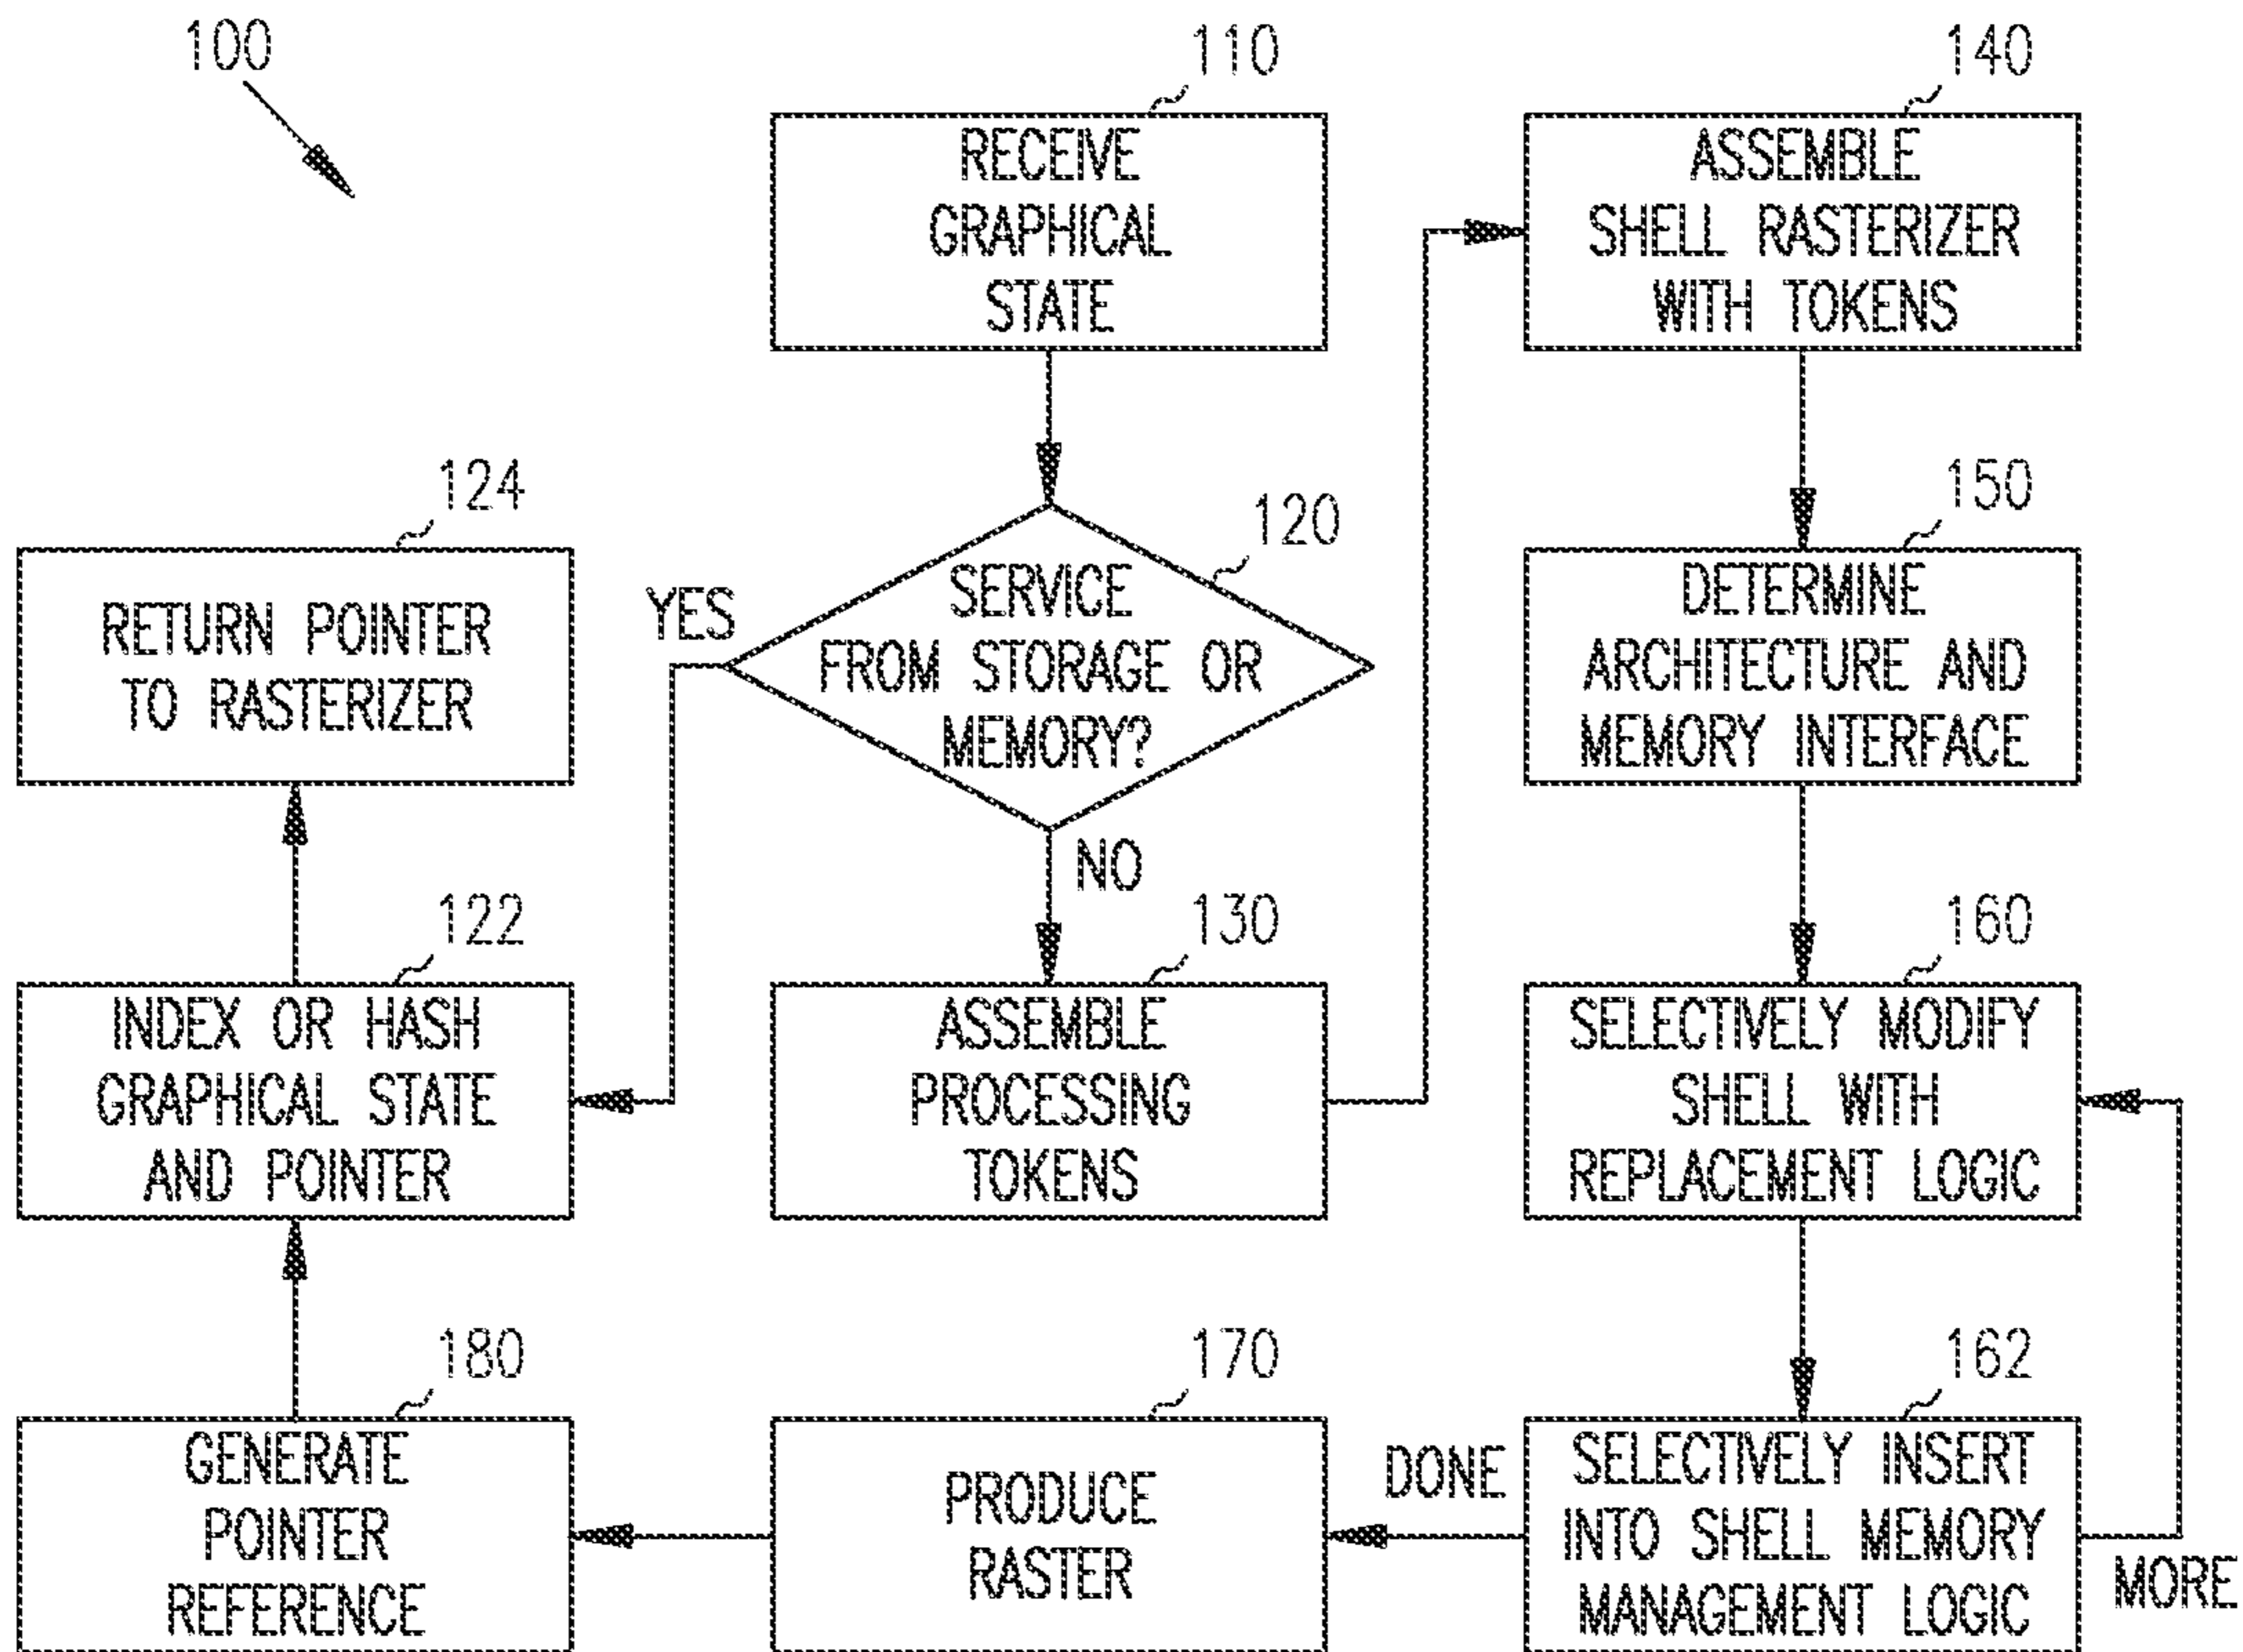 100
110
RECEIVE
GRAPHICAL
STATE
120
SERVICE
FROM STORAGE OR
MEMORY?
YES
NO
124
RETURN POINTER
TO RASTERIZER
122
INDEX OR HASH
GRAPHICAL STATE
AND POINTER
130
ASSEMBLE
PROCESSING
TOKENS
140
ASSEMBLE
SHELL RASTERIZER
WITH TOKENS
150
DETERMINE
ARCHITECTURE AND
MEMORY INTERFACE
160
SELECTIVELY MODIFY
SHELL WITH
REPLACEMENT LOGIC
162
SELECTIVELY INSERT
INTO SHELL MEMORY
MANAGEMENT LOGIC
MORE
DONE
170
PRODUCE
RASTER
180
GENERATE
POINTER
REFERENCE